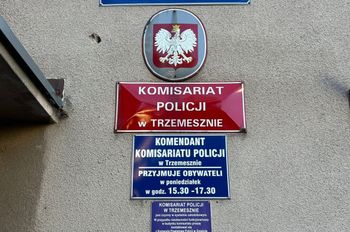 KOMISARIAT
POLICJI
w TRZEMESZNIE
KOMENDANT
KOMISARIATU POLICJI
w Trzemesznie
PRZYJMUJE OBYWATELI
w poniedziałek
w godz. 15.30 -17.30
KOMISARIAT POLICJI
W TRZEMESZNIE